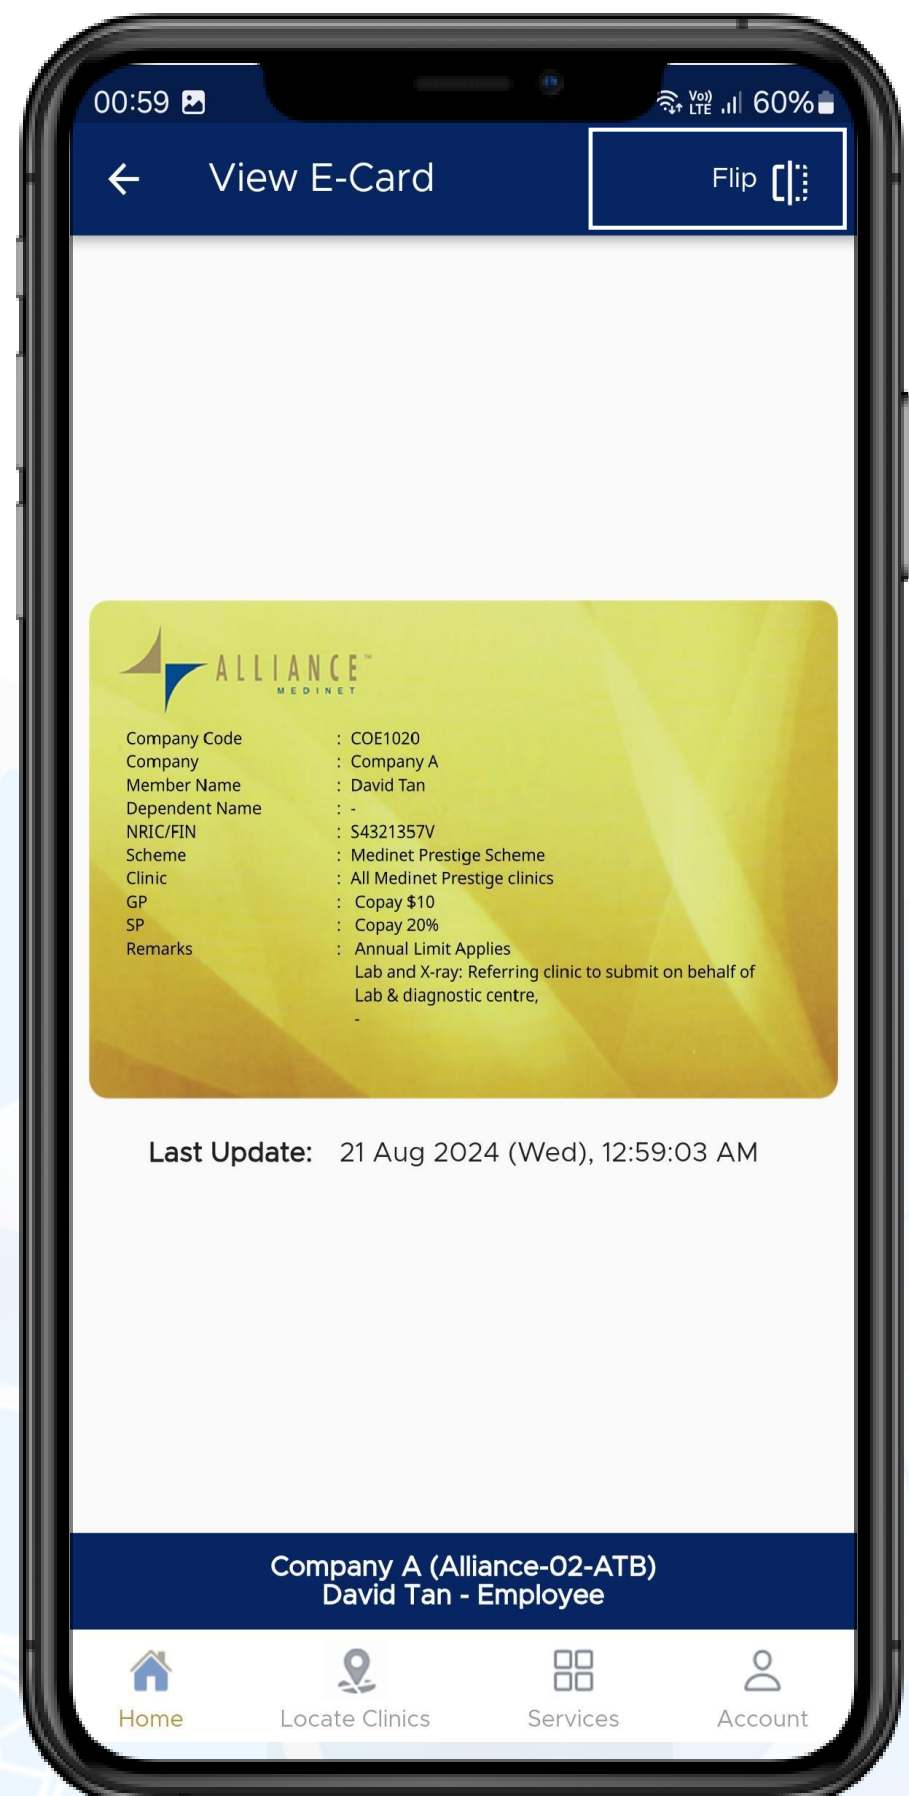 00:59 60%
VoD LTE
View E-Card Flip
ALLIANCE™
MEDINET
Company Code : COE1020
Company : Company A
Member Name : David Tan
Dependent Name : -
NRIC/FIN : S4321357V
Scheme : Medinet Prestige Scheme
Clinic : All Medinet Prestige clinics
GP : Copay $10
SP : Copay 20%
Remarks : Annual Limit Applies
Lab and X-ray: Referring clinic to submit on behalf of
Lab & diagnostic centre,
-
Last Update: 21 Aug 2024 (Wed), 12:59:03 AM
Company A (Alliance-02-ATB)
David Tan - Employee
Home Locate Clinics Services Account